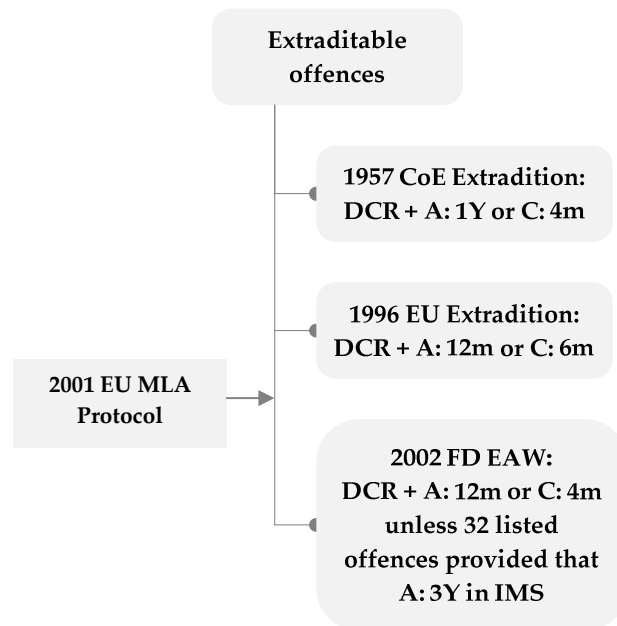 Extraditable
offences
1957 CoE Extradition:
DCR + A: 1Y or C: 4m
1996 EU Extradition:
DCR + A: 12m or C: 6m
2001 EU MLA
Protocol
2002 FD EAW:
DCR + A: 12m or C: 4m
unless 32 listed
offences provided that
A: 3Y in IMS